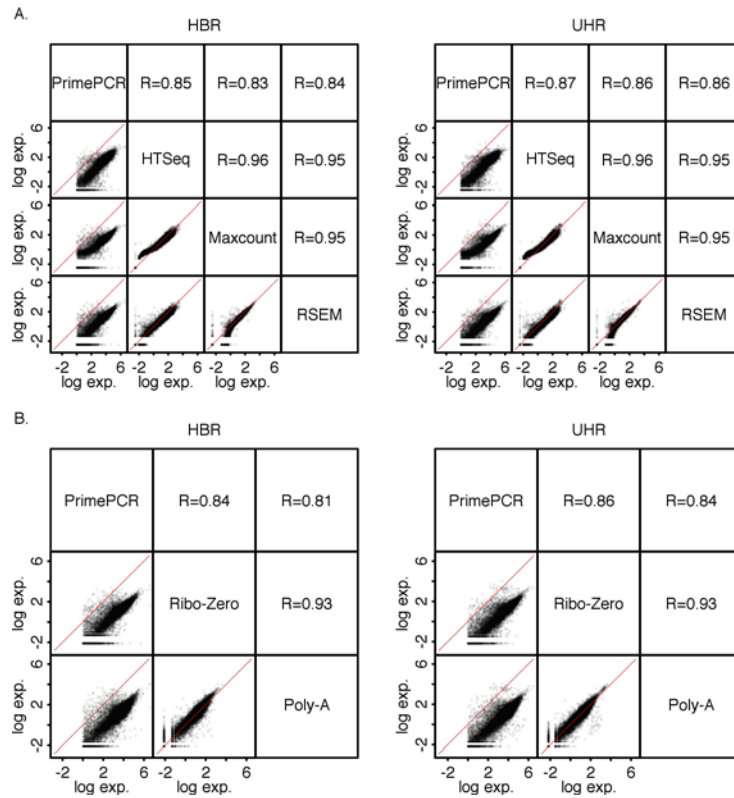 A.
HBR UHR
PrimePCR R=0.85 R=0.83 R=0.84 PrimePCR R=0.87 R=0.86 R=0.86
log exp. -2 2 6 HTSeq R=0.96 R=0.95 log exp. -2 2 6 HTSeq R=0.96 R=0.95
log exp. -2 2 6 Maxcount R=0.95 log exp. -2 2 6 Maxcount R=0.95
log exp. -2 2 6 RSEM log exp. -2 2 6 RSEM
-2 2 6 -2 2 6 -2 2 6 -2 2 6 -2 2 6 -2 2 6
log exp. log exp. log exp. log exp. log exp. log exp.
B.
HBR UHR
PrimePCR R=0.84 R=0.81 PrimePCR R=0.86 R=0.84
log exp. -2 2 6 Ribo-Zero R=0.93 log exp. -2 2 6 Ribo-Zero R=0.93
log exp. -2 2 6 Poly-A log exp. -2 2 6 Poly-A
-2 2 6 -2 2 6 -2 2 6 -2 2 6
log exp. log exp. log exp. log exp.